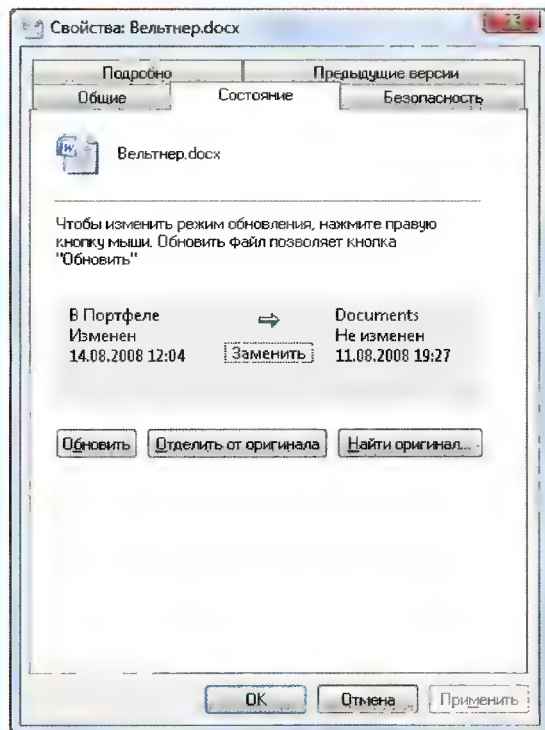 Свойства: Вельтнер.docx
Подробно
Предыдущие версии
Общие
Состояние
Безопасность
Вельтнер.docx
Чтобы изменить режим обновления, нажмите правую
кнопку мыши. Обновить файл позволяет кнопка
"Обновить"
В Портфеле
Изменен
14.08.2008 12:04
Заменить
Documents
Не изменен
11.08.2008 19:27
Обновить
Отделить от оригинала
Найти оригинал...
OK
Отмена
Применить